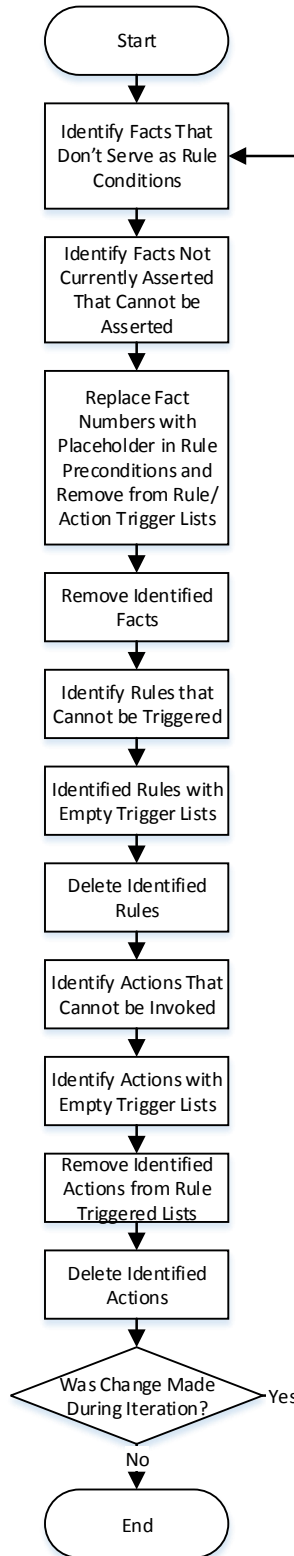 Start
Identify Facts That
Don't Serve as Rule
Conditions
Identify Facts Not
Currently Asserted
That Cannot be
Asserted
Replace Fact
Numbers with
Placeholder in Rule
Preconditions and
Remove from Rule/
Action Trigger Lists
Remove Identified
Facts
Identify Rules that
Cannot be Triggered
Identified Rules with
Empty Trigger Lists
Delete Identified
Rules
Identify Actions That
Cannot be Invoked
Identify Actions with
Empty Trigger Lists
Remove Identified
Actions from Rule
Triggered Lists
Delete Identified
Actions
Was Change Made
During Iteration?
Yes
No
End